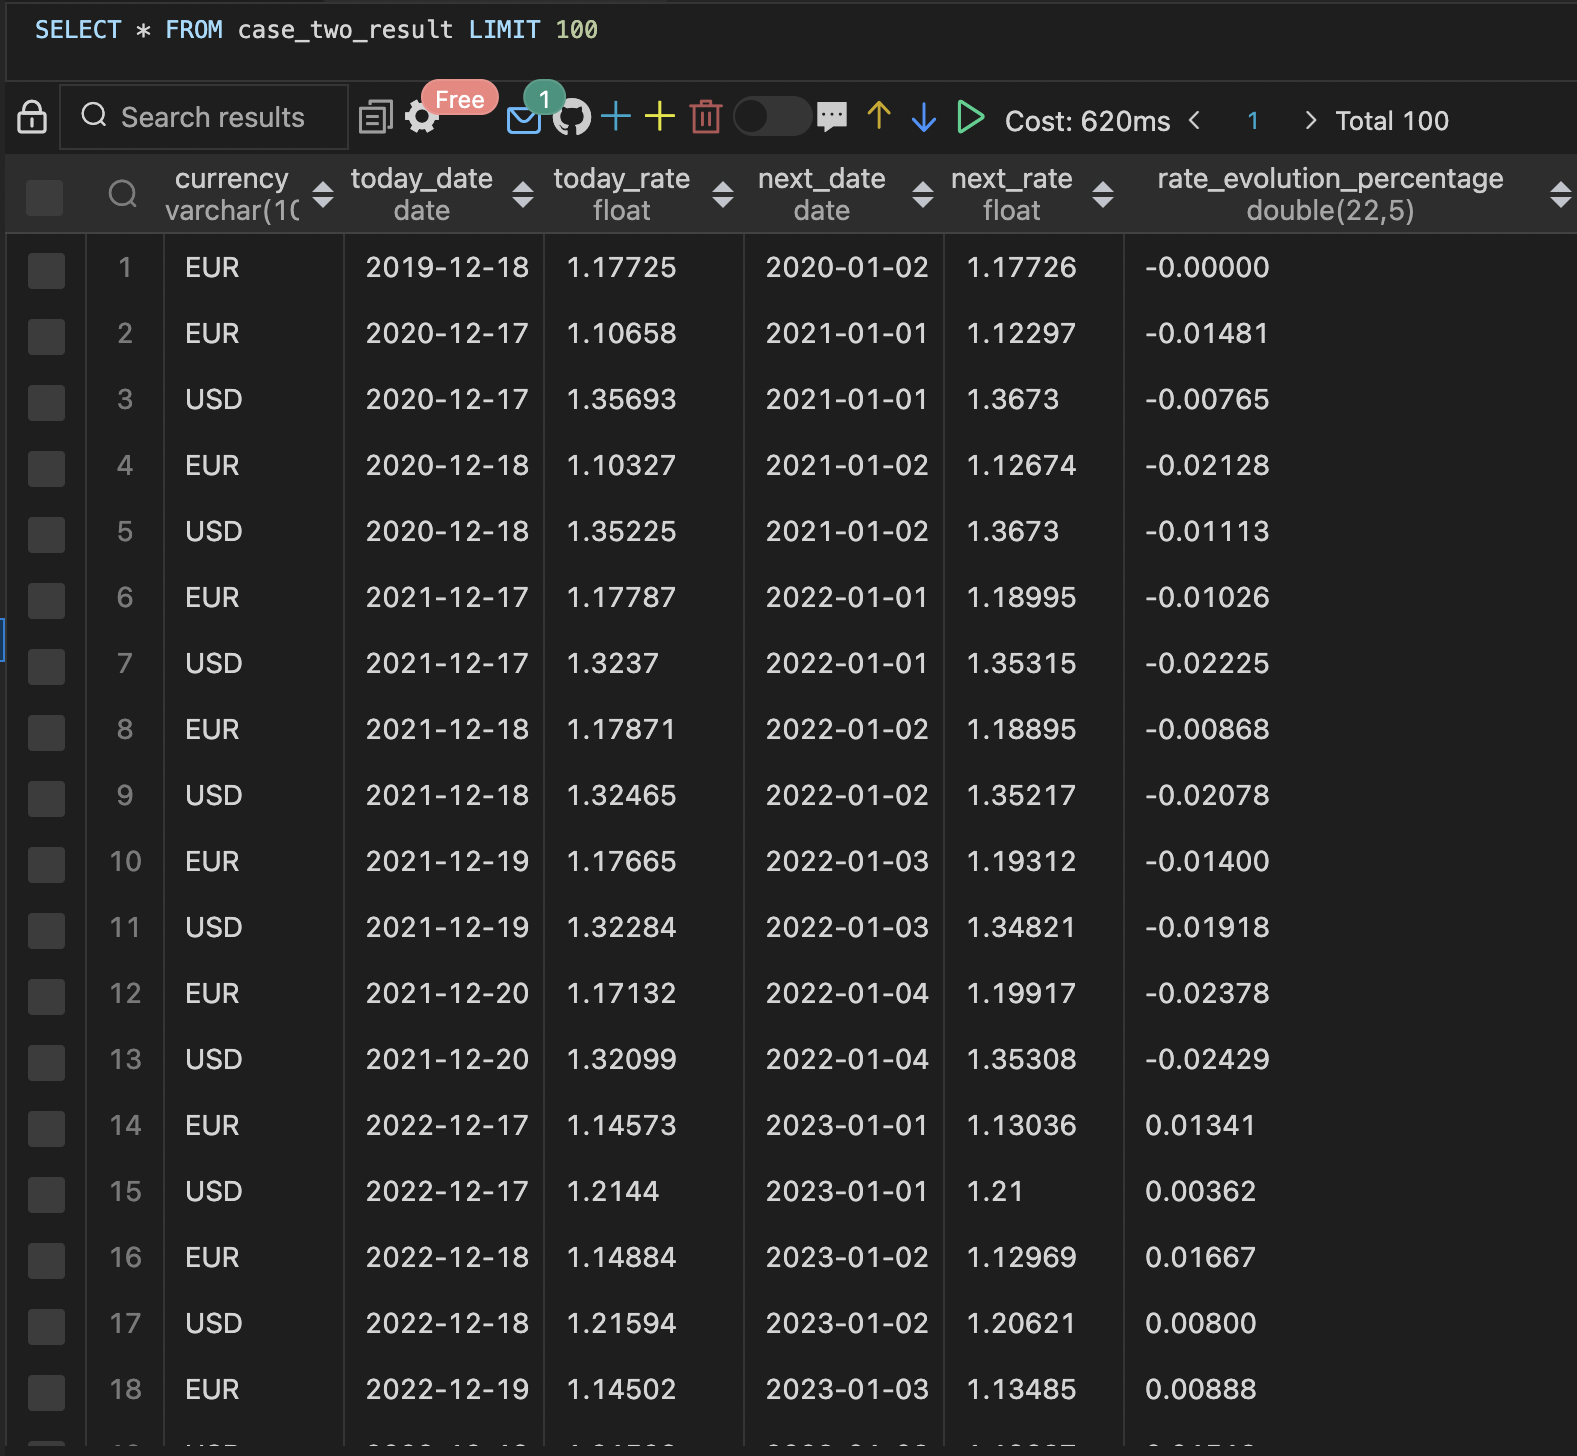 SELECT * FROM case_two_result LIMIT 100
Search results Free 1 Cost: 620ms 1 Total 100
currency today_date today_rate next_date next_rate rate_evolution_percentage
varchar(10 date float date float double(22,5)
1 EUR 2019-12-18 1.17725 2020-01-02 1.17726 -0.00000
2 EUR 2020-12-17 1.10658 2021-01-01 1.12297 -0.01481
3 USD 2020-12-17 1.35693 2021-01-01 1.3673 -0.00765
4 EUR 2020-12-18 1.10327 2021-01-02 1.12674 -0.02128
5 USD 2020-12-18 1.35225 2021-01-02 1.3673 -0.01113
6 EUR 2021-12-17 1.17787 2022-01-01 1.18995 -0.01026
7 USD 2021-12-17 1.3237 2022-01-01 1.35315 -0.02225
8 EUR 2021-12-18 1.17871 2022-01-02 1.18895 -0.00868
9 USD 2021-12-18 1.32465 2022-01-02 1.35217 -0.02078
10 EUR 2021-12-19 1.17665 2022-01-03 1.19312 -0.01400
11 USD 2021-12-19 1.32284 2022-01-03 1.34821 -0.01918
12 EUR 2021-12-20 1.17132 2022-01-04 1.19917 -0.02378
13 USD 2021-12-20 1.32099 2022-01-04 1.35308 -0.02429
14 EUR 2022-12-17 1.14573 2023-01-01 1.13036 0.01341
15 USD 2022-12-17 1.2144 2023-01-01 1.21 0.00362
16 EUR 2022-12-18 1.14884 2023-01-02 1.12969 0.01667
17 USD 2022-12-18 1.21594 2023-01-02 1.20621 0.00800
18 EUR 2022-12-19 1.14502 2023-01-03 1.13485 0.00888